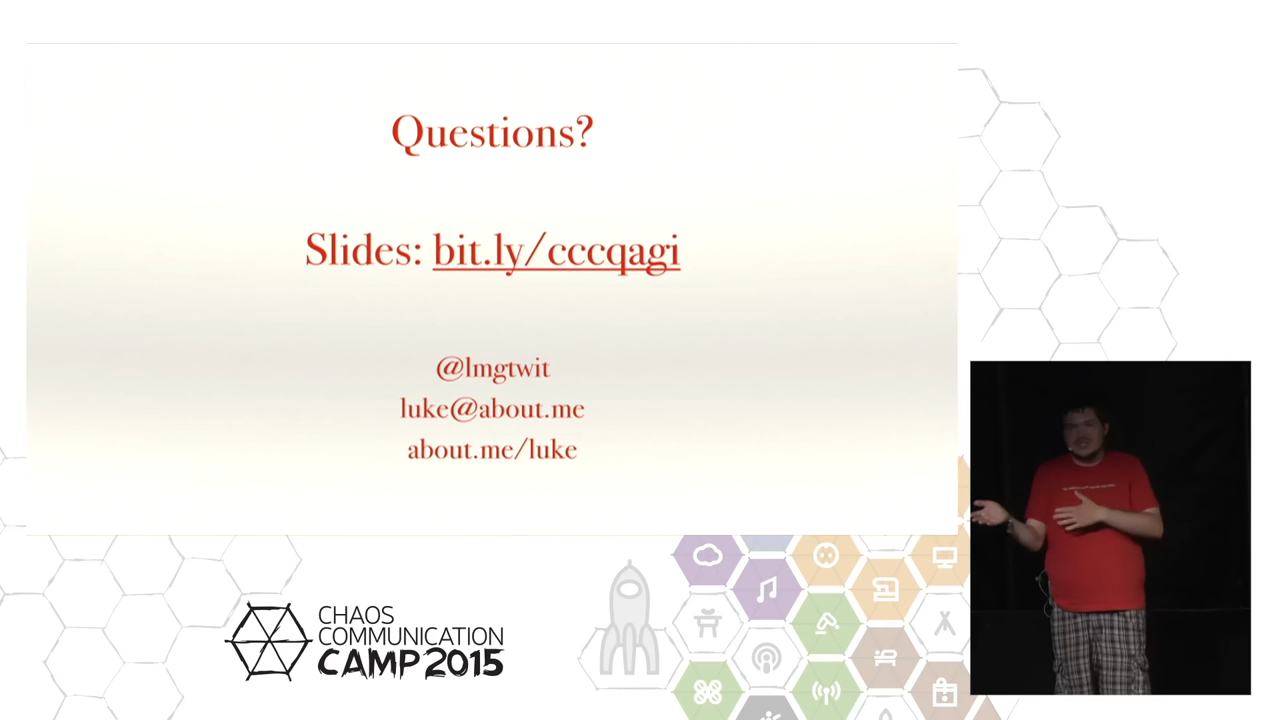 Questions?
Slides: bit.ly/cccqagi
@lmgtwit
luke@about.me
about.me/luke
CHAOS
COMMUNICATION
CAMP 2015